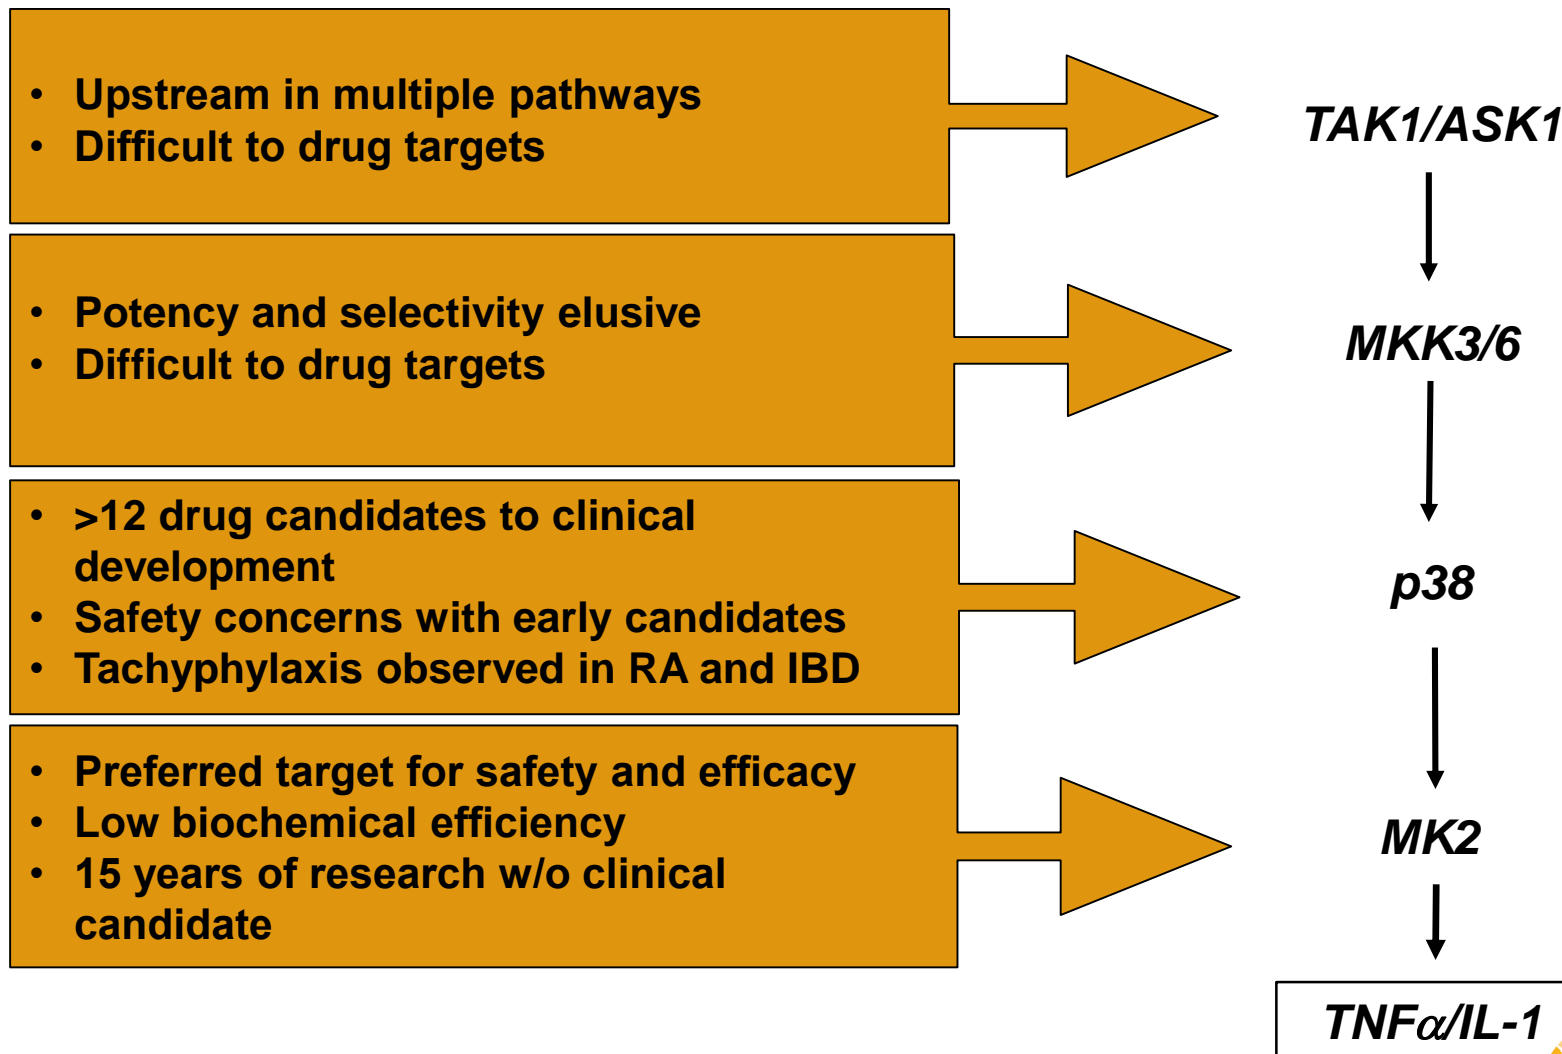 • Upstream in multiple pathways
• Difficult to drug targets
TAK1/ASK1
• Potency and selectivity elusive
• Difficult to drug targets
MKK3/6
• >12 drug candidates to clinical
development
• Safety concerns with early candidates
• Tachyphylaxis observed in RA and IBD
p38
• Preferred target for safety and efficacy
• Low biochemical efficiency
• 15 years of research w/o clinical
candidate
MK2
TNFα/IL-1